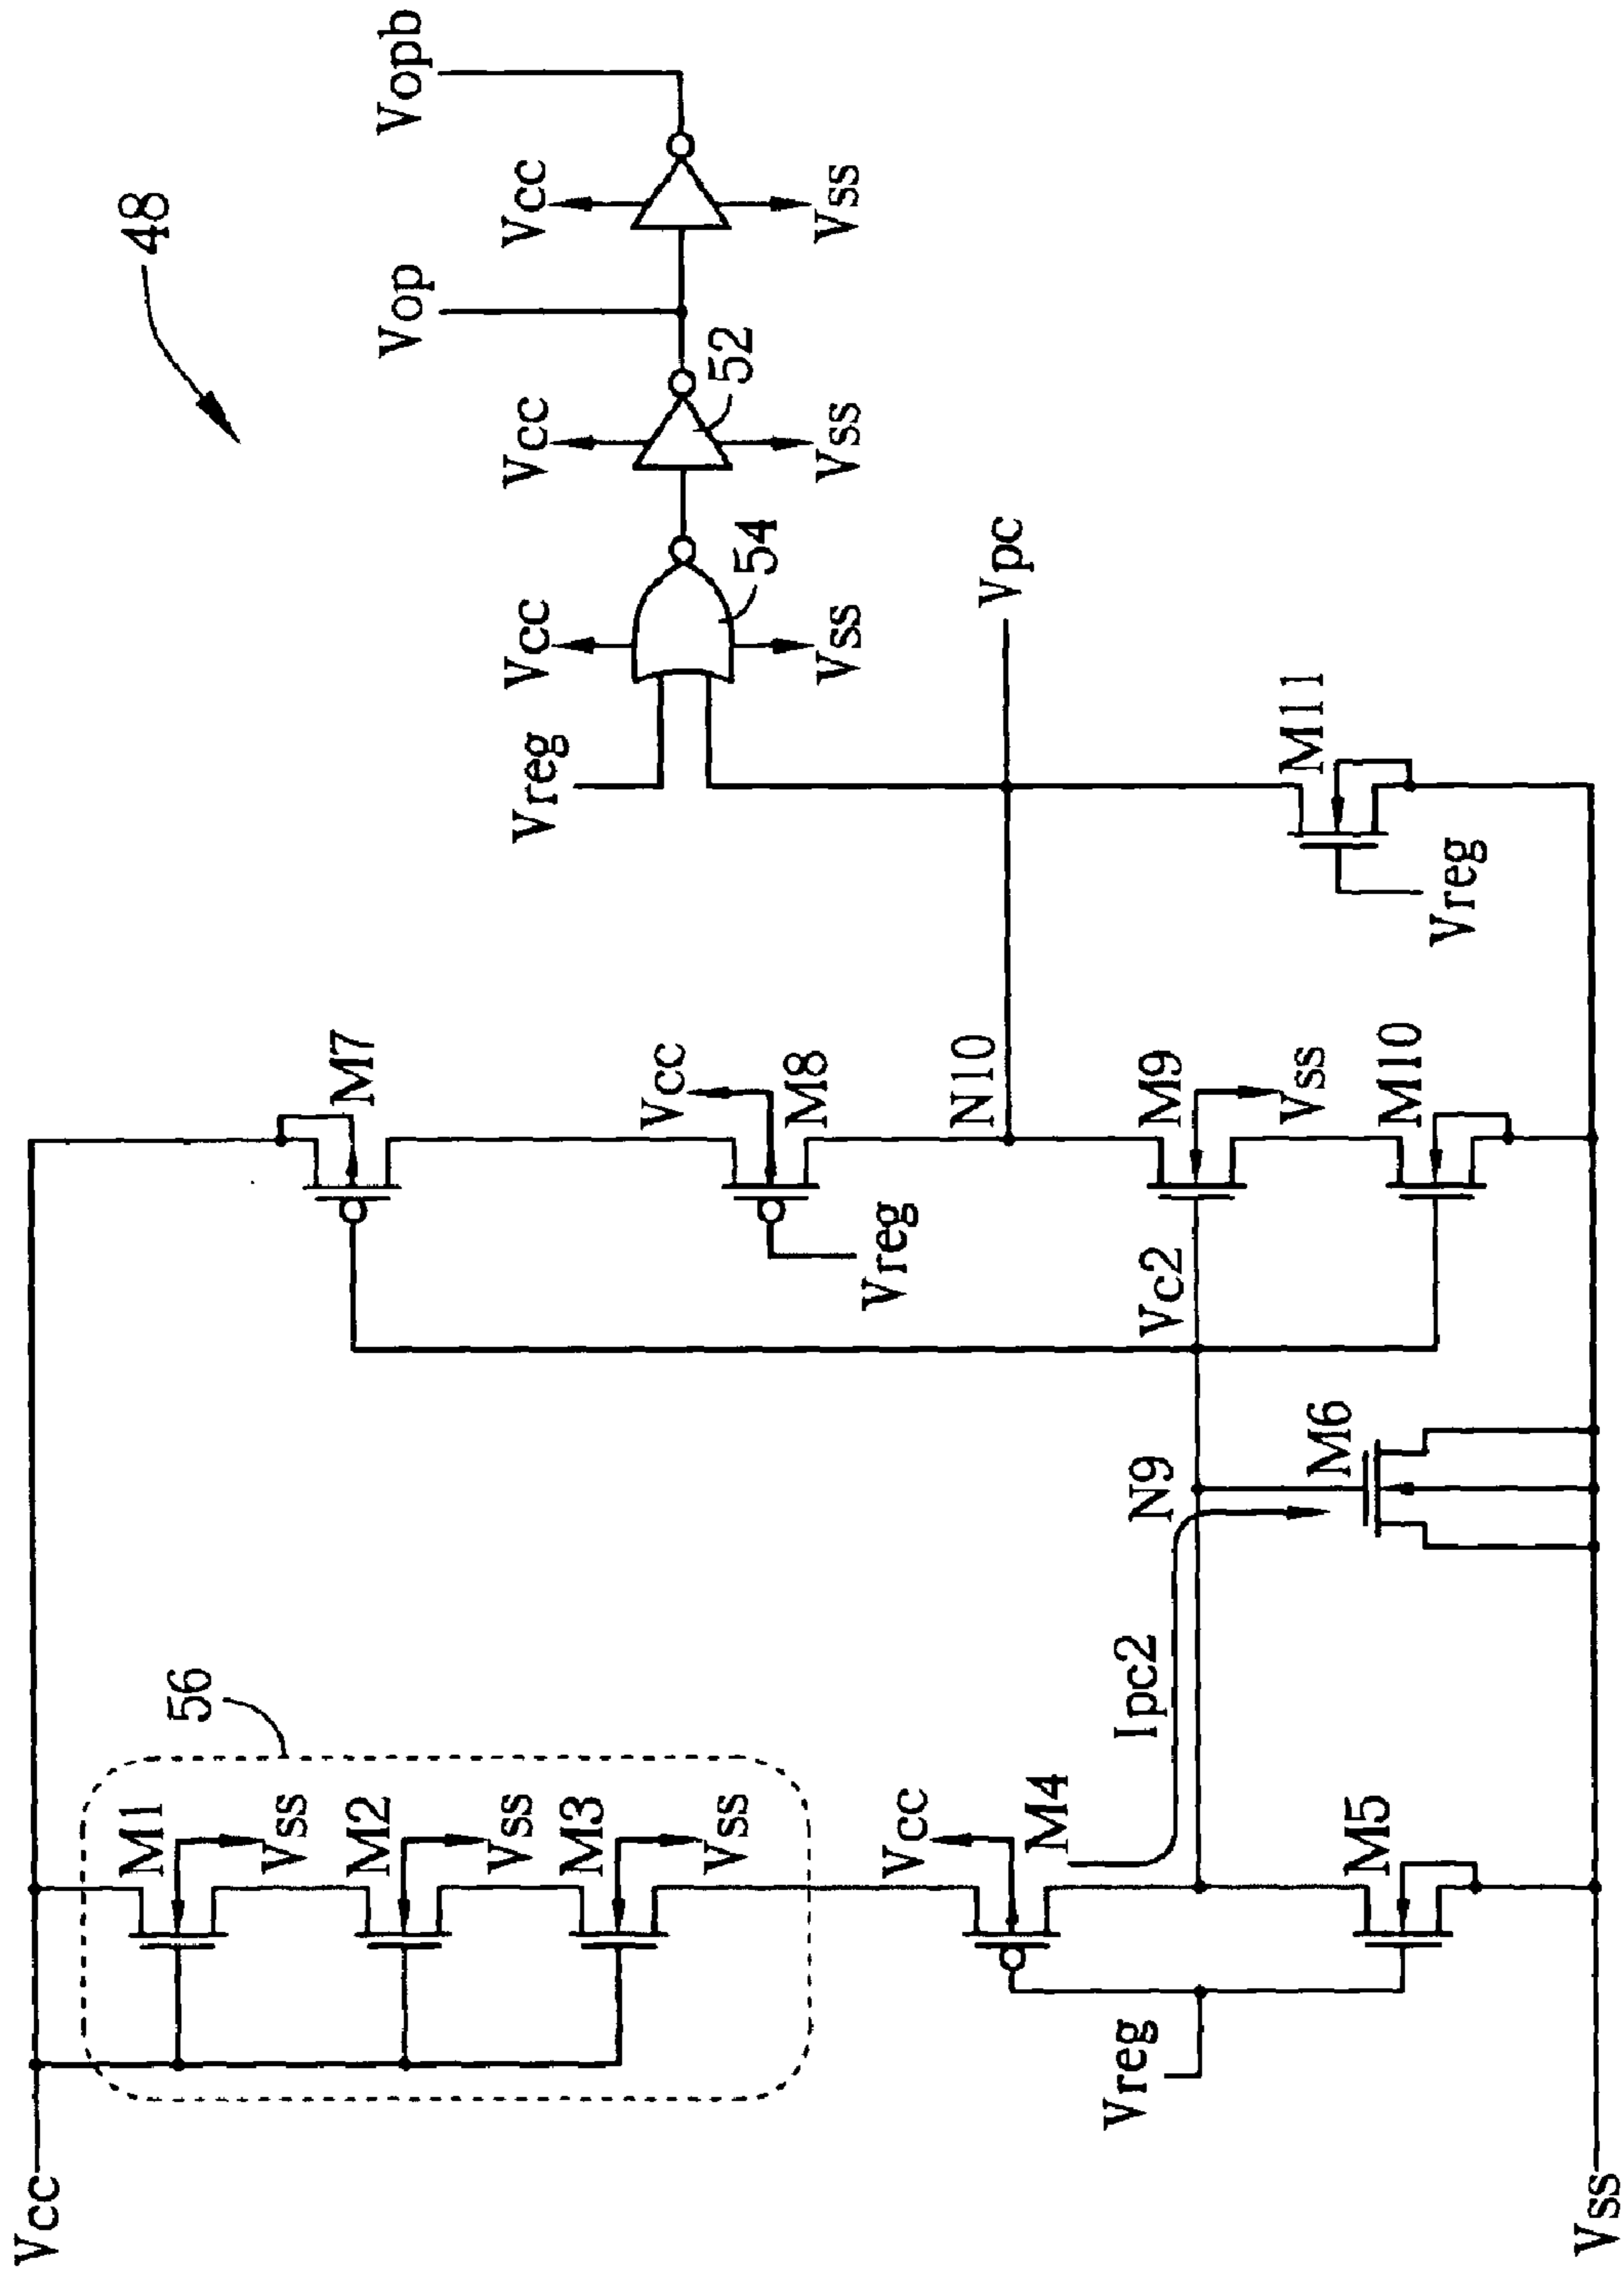 Vcc
M1
48
56
Vss
M2
M7
Vop
Vopb
Vss
Vreg
Vcc
Vcc
Vcc
M3
Vcc
Vss
54
52
M8
Vss
Vss
Vss
Vcc
Vreg
N10
Vpc
M4
Vreg
Ipc2
N9
Vc2
M9
Vss
M11
M6
M5
M10
Vreg
Vss